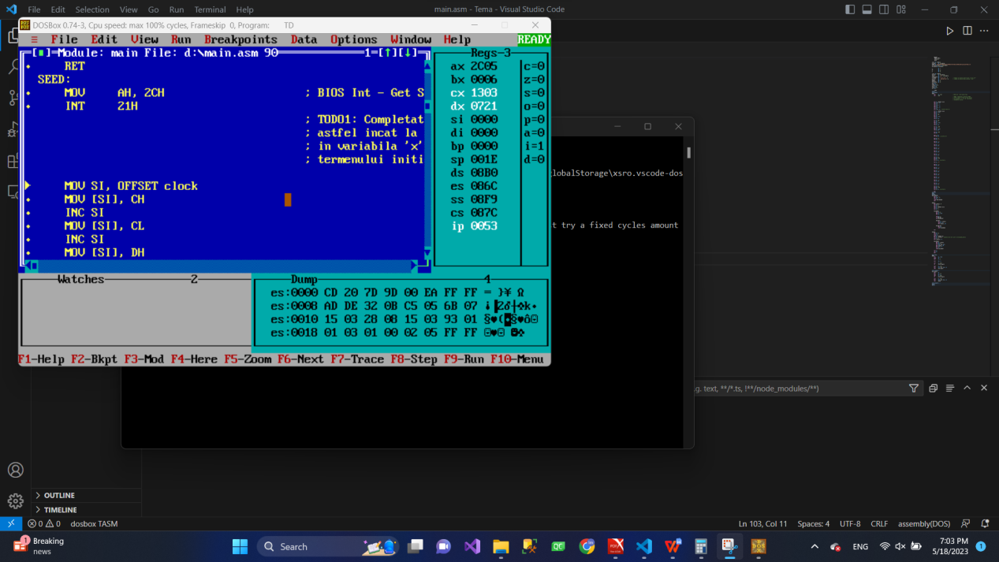 File Edit Selection View Go Run Terminal Help
main.asm - Tema - Visual Studio Code
DOSBox 0.74-3, Cpu speed: max 100% cycles, Frameskip 0, Program: TD
≡ File Edit View Run Breakpoints Data Options Window Help READY
[■]=Module: main File: d:\main.asm 90 1=[↑][↓]
RET
SEED:
MOV AH, 2CH ; BIOS Int - Get S
INT 21H
; TODO1: Completat
; astfel incat la
; in variabila 'x'
; termenului initi
MOV SI, OFFSET clock
MOV [SI], CH
INC SI
MOV [SI], CL
INC SI
MOV [SI], DH
Regs-3
ax 2C05 c=0
bx 0006 z=0
cx 1303 s=0
dx 0721 o=0
si 0000 p=0
di 0000 a=0
bp 0000 i=1
sp 001E d=0
ds 08B0
es 086C
ss 08F9
cs 087C
ip 0053
Watches 2
Dump 4
es:0000 CD 20 7D 9D 00 EA FF FF = }¥ Ω
es:0008 AD DE 32 0B C5 05 6B 07
es:0010 15 03 28 08 15 03 93 01
es:0018 01 03 01 00 02 05 FF FF
F1-Help F2-Bkpt F3-Mod F4-Here F5-Zoom F6-Next F7-Trace F8-Step F9-Run F10-Menu
lobalStorage\xsro.vscode-dos
t try a fixed cycles amount
g. text, **/*.ts, !**/node_modules/**)
OUTLINE
TIMELINE
0 0 dosbox TASM
Ln 103, Col 11 Spaces: 4 UTF-8 CRLF assembly(DOS)
1
Breaking
news
Search
ENG
7:03 PM
5/18/2023
1